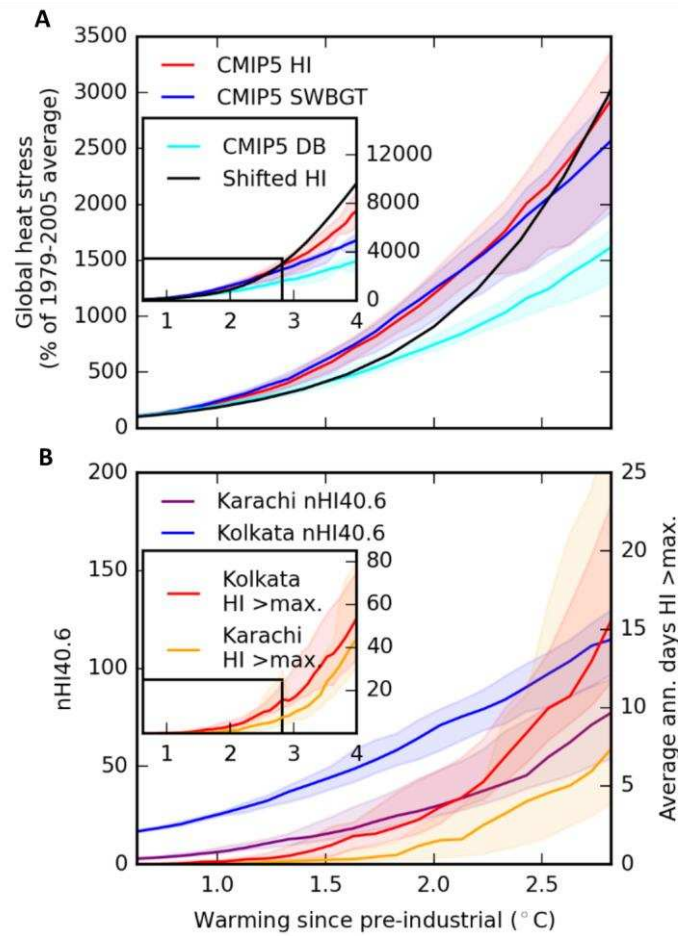 A
3500
3000
2500
2000
1500
1000
500
0
Global heat stress
(% of 1979-2005 average)
CMIP5 HI
CMIP5 SWBGT
CMIP5 DB
Shifted HI
12000
8000
4000
0
1 2 3 4
B
200
150
100
50
0
nHI40.6
Karachi nHI40.6
Kolkata nHI40.6
Kolkata
HI >max.
Karachi
HI >max.
80
60
40
20
1 2 3 4
25
20
15
10
5
0
Average ann. days HI >max.
1.0 1.5 2.0 2.5
Warming since pre-industrial (°C)